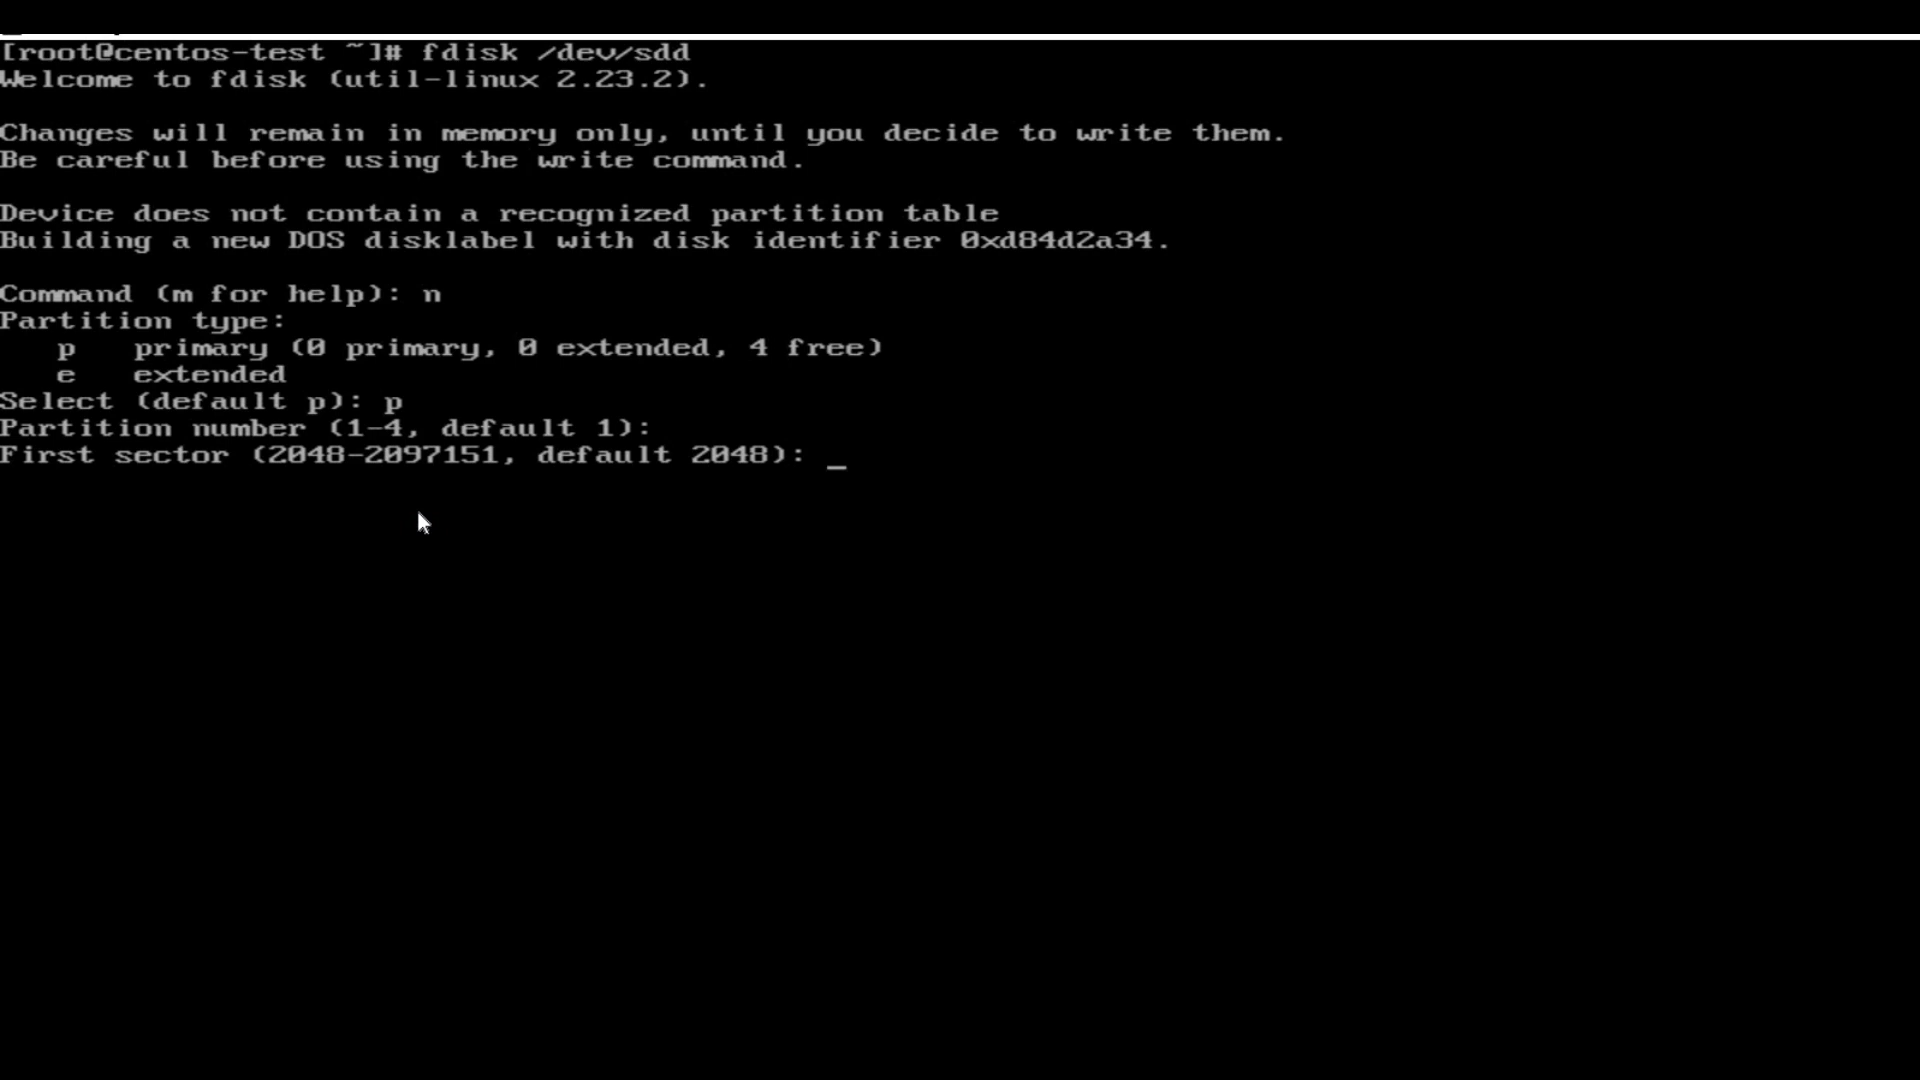 [root@centos-test ~]# fdisk /dev/sdd
Welcome to fdisk (util-linux 2.23.2).
Changes will remain in memory only, until you decide to write them.
Be careful before using the write command.
Device does not contain a recognized partition table
Building a new DOS disklabel with disk identifier 0xd84d2a34.
Command (m for help): n
Partition type:
   p   primary (0 primary, 0 extended, 4 free)
   e   extended
Select (default p): p
Partition number (1-4, default 1):
First sector (2048-2097151, default 2048): _